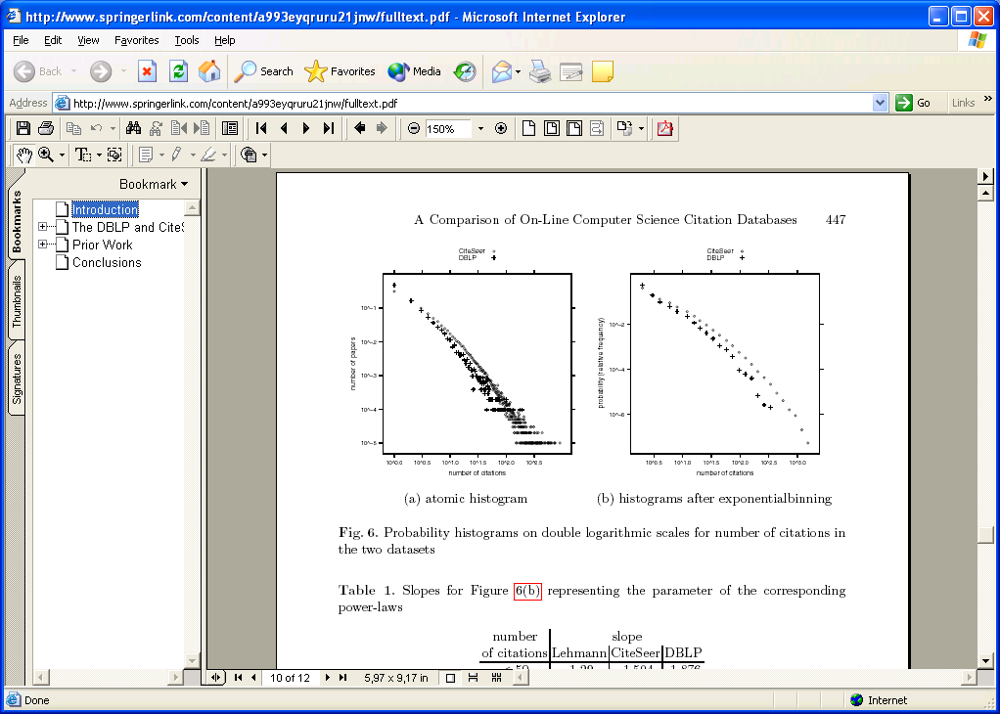 http://www.springerlink.com/content/a993eyqruru21jnw/fulltext.pdf - Microsoft Internet Explorer
File Edit View Favorites Tools Help
Back Search Favorites Media
Address http://www.springerlink.com/content/a993eyqruru21jnw/fulltext.pdf Go Links »
150%
Bookmark
Bookmarks
Thumbnails
Signatures
Introduction
The DBLP and CiteS
Prior Work
Conclusions
A Comparison of On-Line Computer Science Citation Databases 447
CiteSeer
DBLP
number of papers
10^-1
10^-2
10^-3
10^-4
10^-5
10^0.0 10^0.5 10^1.0 10^1.5 10^2.0 10^2.5
number of citations
(a) atomic histogram
CiteSeer
DBLP
probability (relative frequency)
10^-2
10^-4
10^-6
10^0.5 10^1.0 10^1.5 10^2.0 10^2.5 10^3.0
number of citations
(b) histograms after exponentialbinning
Fig. 6. Probability histograms on double logarithmic scales for number of citations in
the two datasets
Table 1. Slopes for Figure 6(b) representing the parameter of the corresponding
power-laws
number slope
of citations Lehmann CiteSeer DBLP
10 of 12 5,97 x 9,17 in
Done Internet